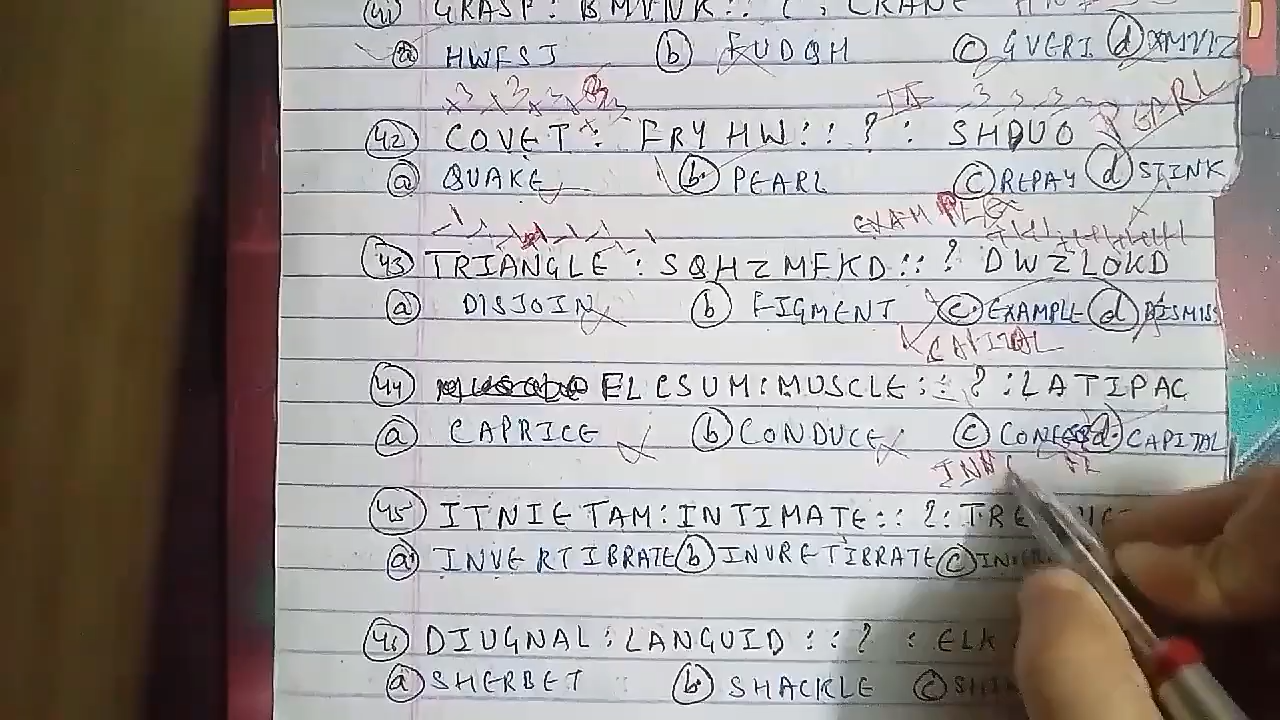 41 GRASP : BMVNK :: ? : CRANE
a HWFSJ b FUDQH c GVERI d XMVIZ
42 COVET : FRYHW :: ? : SHDUO PEARL
a QUAKE b PEARL c REPAY d STINK
EXAMPLE
43 TRIANGLE : SQHZMFKD :: ? DWZLOKD
a DISJOIN b FIGMENT c EXAMPLE d DISMISS
CAPITAL
44 ELCSUM : MUSCLE :: ? : LATIPAC
a CAPRICE b CONDUCE c d CAPITAL
45 ITNIETAM : INTIMATE :: ? : TRE
a INVERTIBRATE b INVRETIBRATE c
DIUGNAL : LANGUID :: ? : ELK
a SHERBET b SHACKLE c